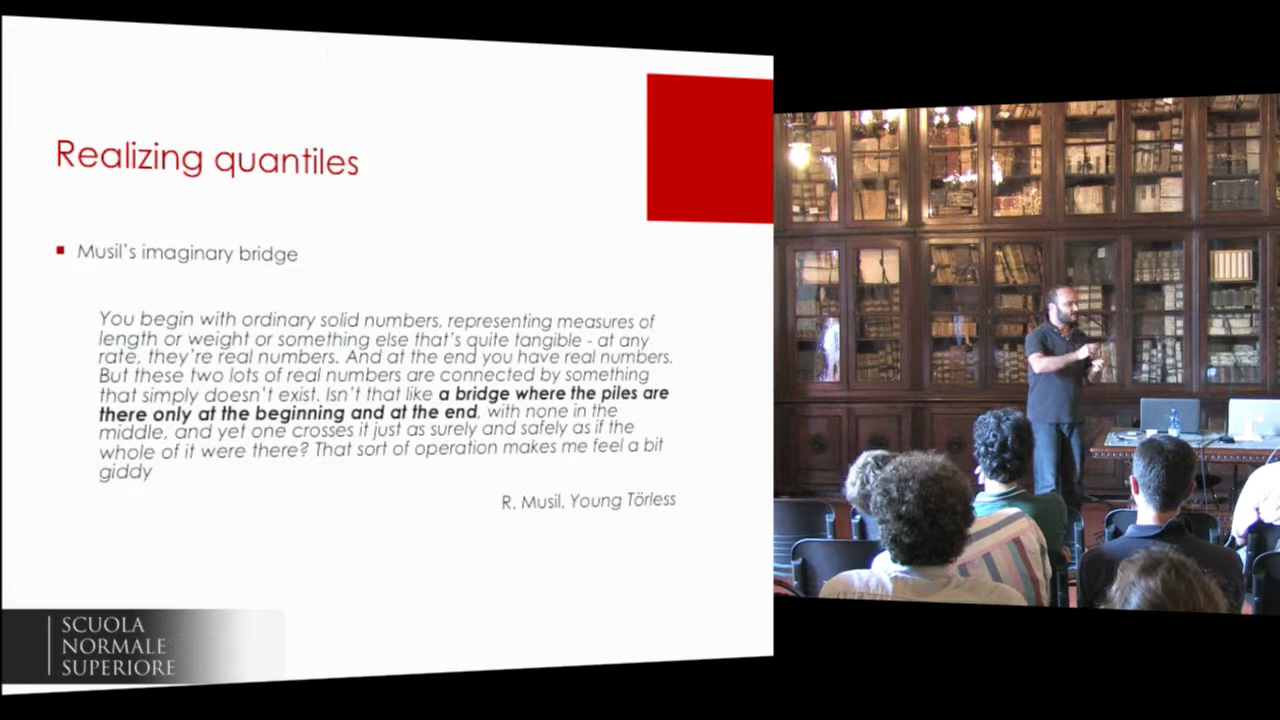 Realizing quantiles
Musil's imaginary bridge
You begin with ordinary solid numbers, representing measures of
length or weight or something else that's quite tangible - at any
rate, they're real numbers. And at the end you have real numbers.
But these two lots of real numbers are connected by something
that simply doesn't exist. Isn't that like a bridge where the piles are
there only at the beginning and at the end, with none in the
middle, and yet one crosses it just as surely and safely as if the
whole of it were there? That sort of operation makes me feel a bit
giddy
R. Musil, Young Törless
SCUOLA
NORMALE
SUPERIORE